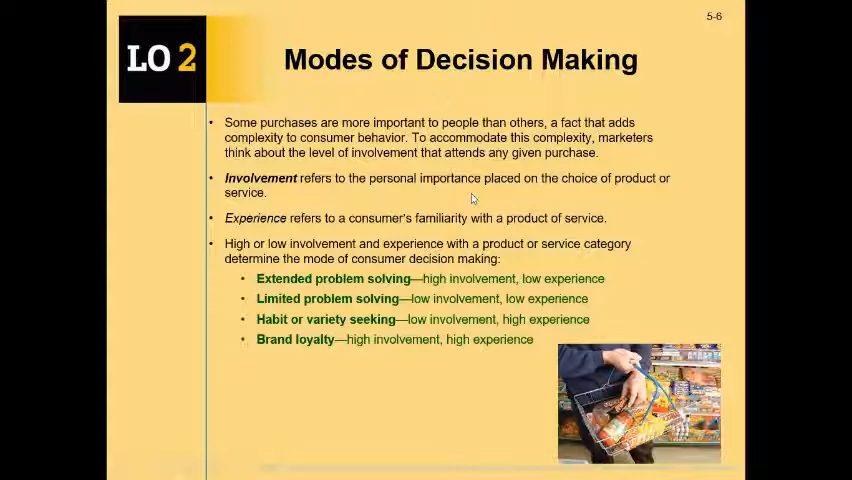 5-6
LO 2
Modes of Decision Making
• Some purchases are more important to people than others, a fact that adds
complexity to consumer behavior. To accommodate this complexity, marketers
think about the level of involvement that attends any given purchase.
• Involvement refers to the personal importance placed on the choice of product or
service.
• Experience refers to a consumer's familiarity with a product of service.
• High or low involvement and experience with a product or service category
determine the mode of consumer decision making:
• Extended problem solving—high involvement, low experience
• Limited problem solving—low involvement, low experience
• Habit or variety seeking—low involvement, high experience
• Brand loyalty—high involvement, high experience